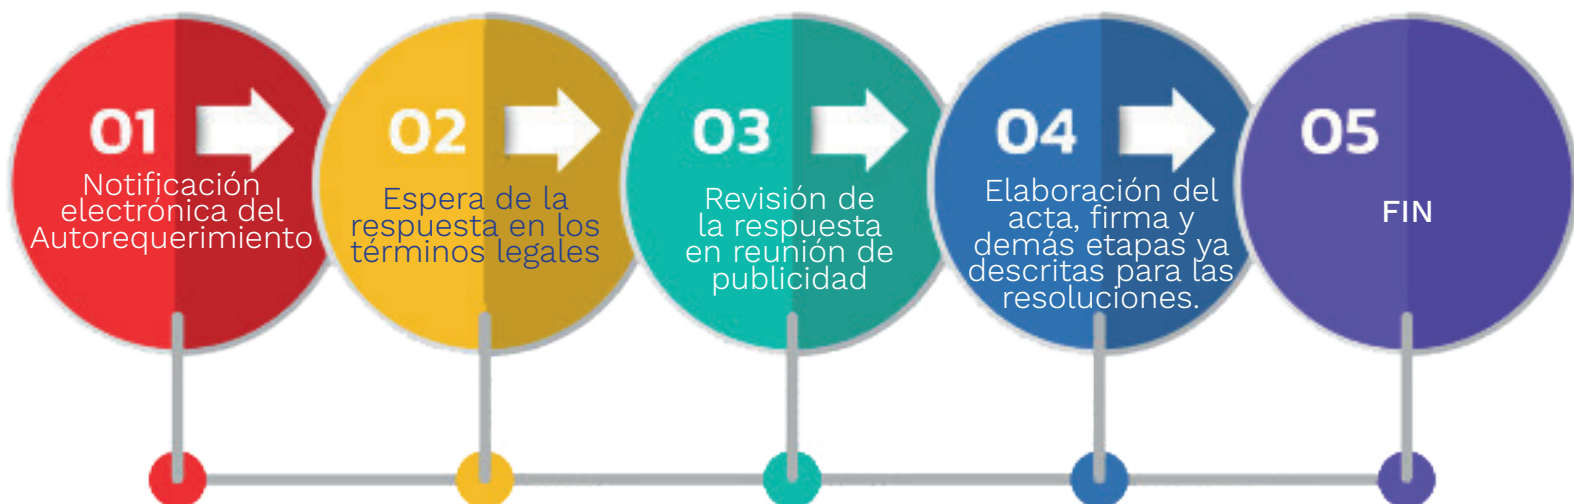 01
Notificación
electrónica del
Autorequerimiento
02
Espera de la
respuesta en los
términos legales
03
Revisión de
la respuesta
en reunión de
publicidad
04
Elaboración del
acta, firma y
demás etapas ya
descritas para las
resoluciones.
05
FIN